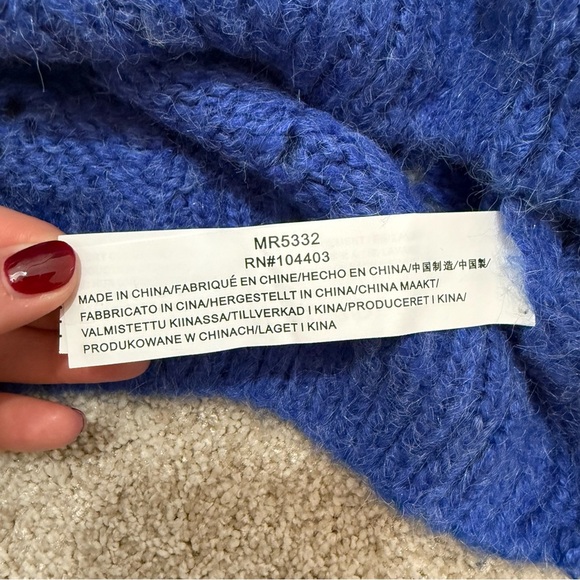 MR5332
RN#104403
MADE IN CHINA/FABRIQUÉ EN CHINE/HECHO EN CHINA/中国制造/中国製/
FABBRICATO IN CINA/HERGESTELLT IN CHINA/CHINA MAAKT/
VALMISTETTU KIINASSA/TILLVERKAD I KINA/PRODUCERET I KINA/
PRODUKOWANE W CHINACH/LAGET I KINA